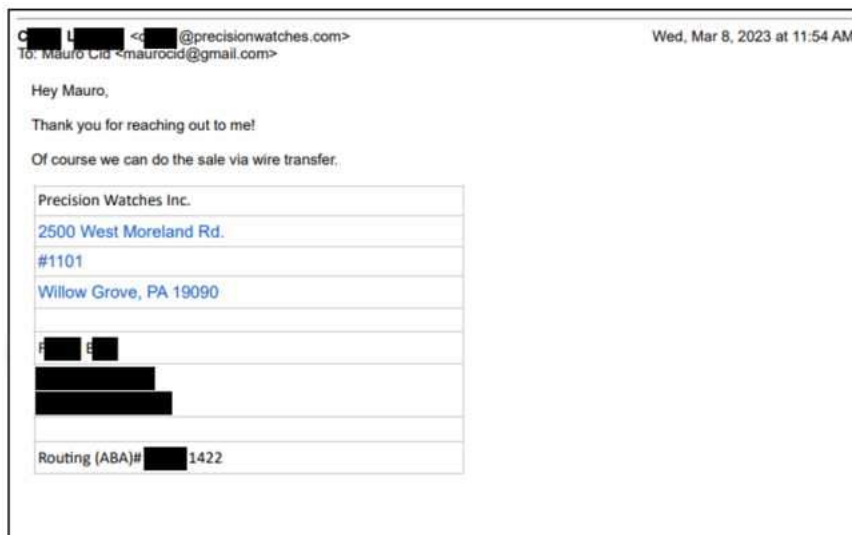 C L <c @precisionwatches.com> Wed, Mar 8, 2023 at 11:54 AM
To: Mauro Cid <maurocid@gmail.com>
Hey Mauro,
Thank you for reaching out to me!
Of course we can do the sale via wire transfer.
Precision Watches Inc.
2500 West Moreland Rd.
#1101
Willow Grove, PA 19090
F E
Routing (ABA)# 1422